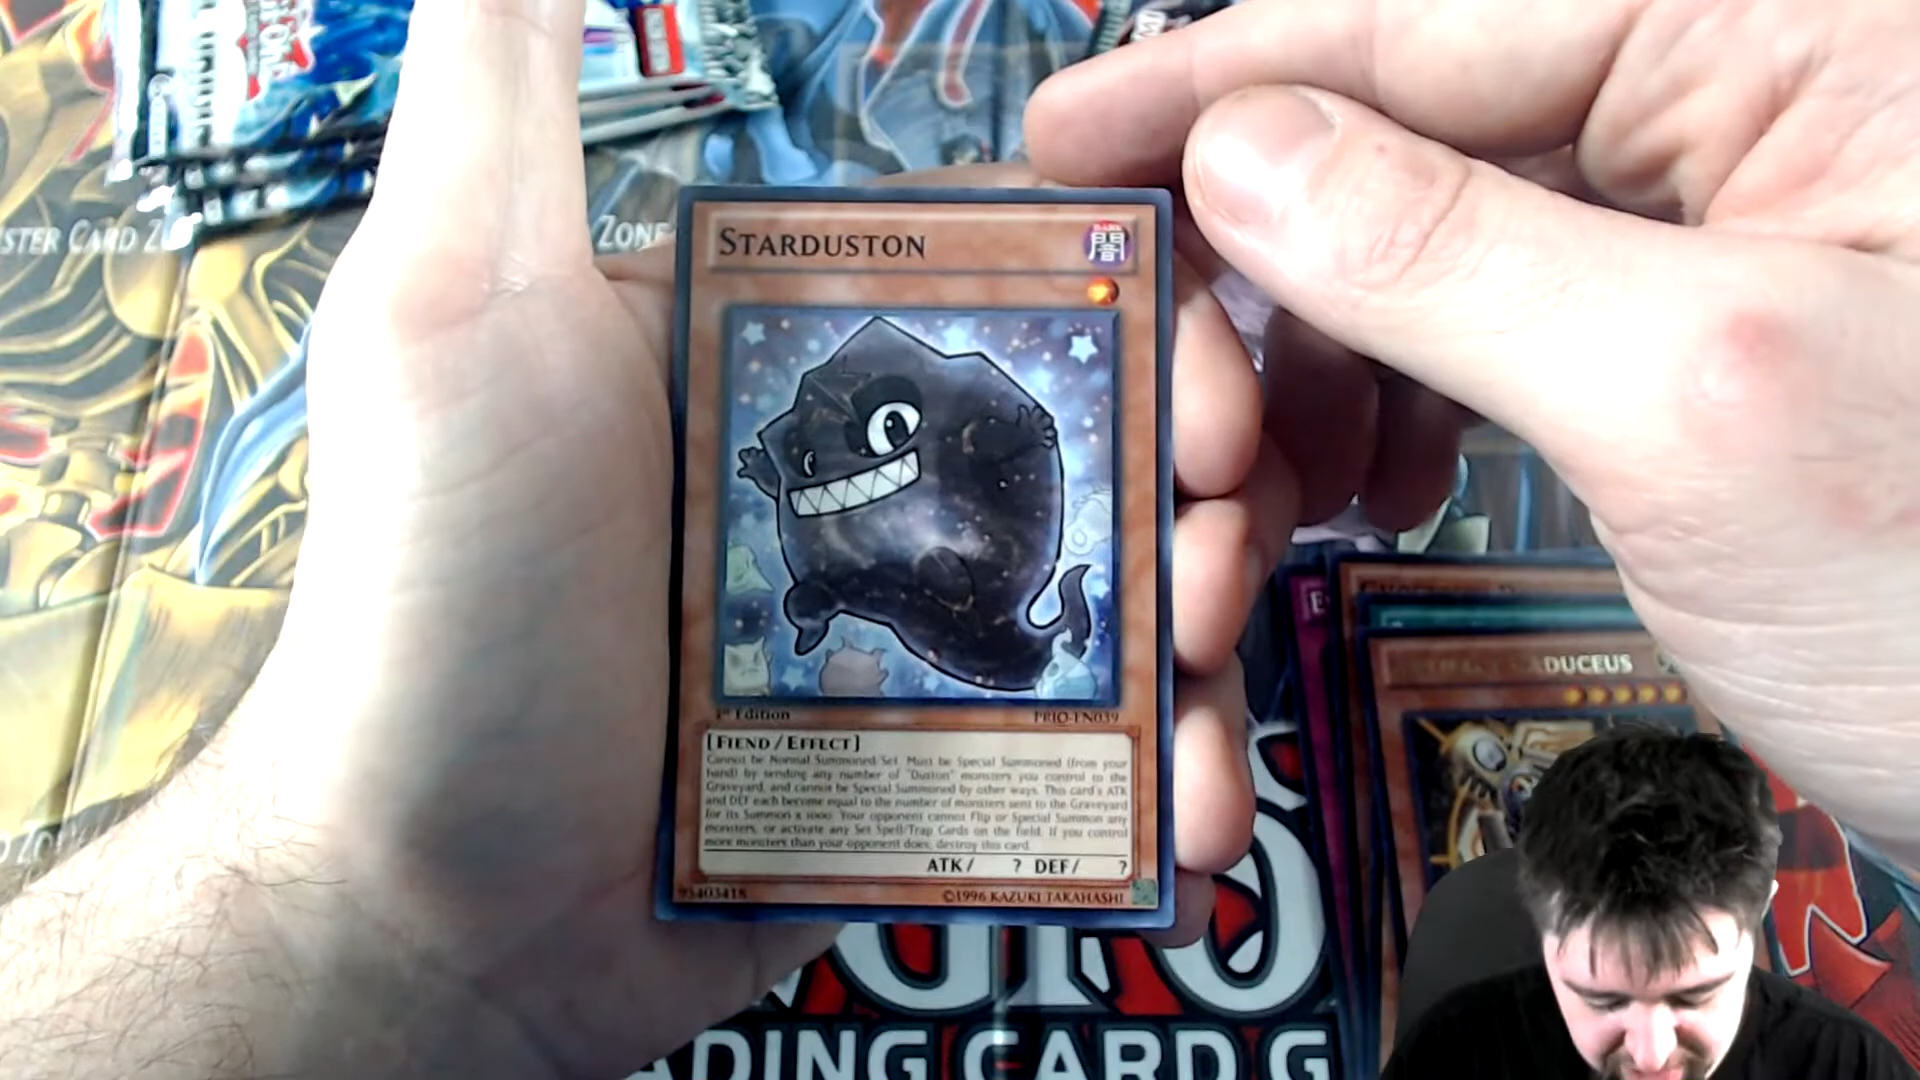 STER CARD Z
ZONE
STARDUSTON
DARK
闇
1st Edition
PRIO-EN039
[FIEND/EFFECT]
Cannot be Normal Summoned/Set. Must be Special Summoned (from your
hand) by sending any number of "Duston" monsters you control to the
Graveyard, and cannot be Special Summoned by other ways. This card's ATK
and DEF each become equal to the number of monsters sent to the Graveyard
for its Summon x 1000. Your opponent cannot Flip or Special Summon any
monsters, or activate any Set Spell/Trap Cards on the field. If you control
more monsters than your opponent does, destroy this card.
ATK/ ? DEF/ ?
95403418
©1996 KAZUKI TAKAHASHI
ADUCEUS
ADING CARD G